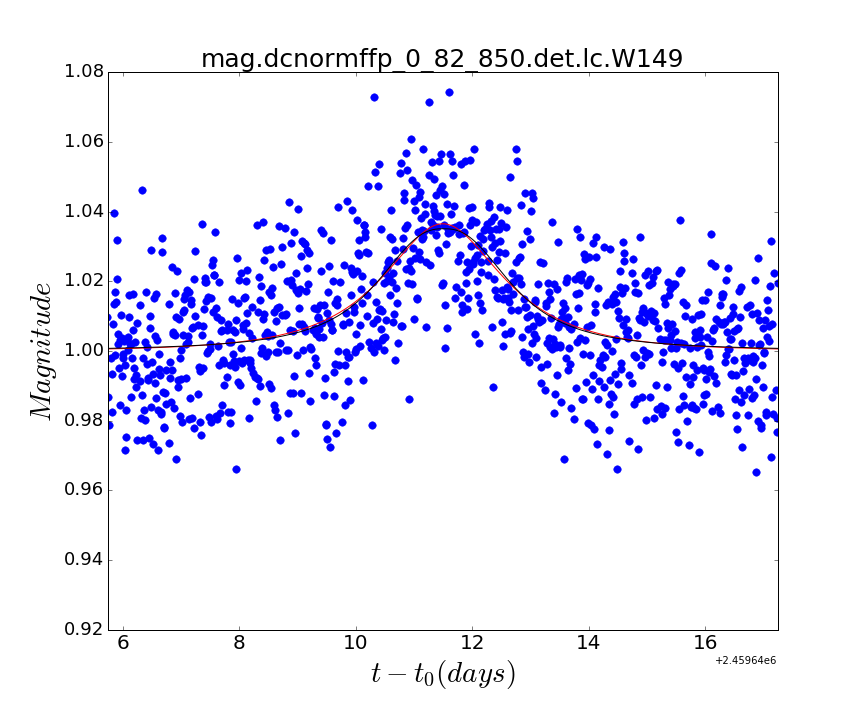 mag.dcnormffp_0_82_850.det.lc.W149
1.08
1.06
1.04
1.02
1.00
0.98
0.96
0.94
0.92
Magnitude
6 8 10 12 14 16
+2.45964e6
t − t₀(days)